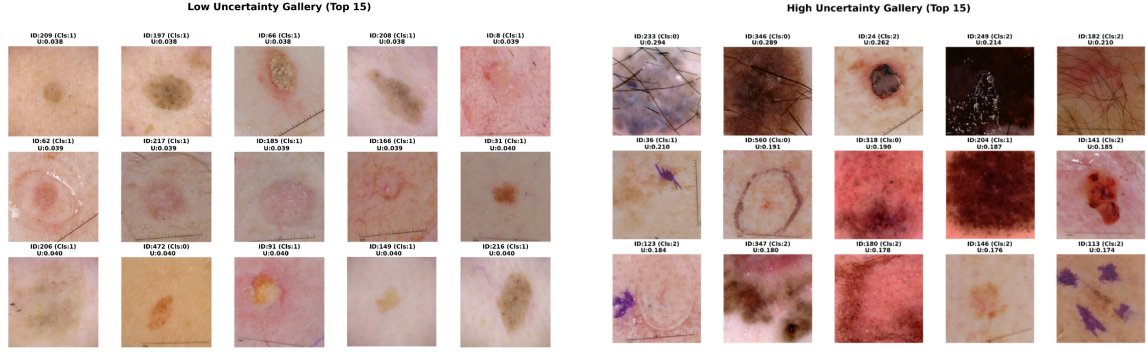 Low Uncertainty Gallery (Top 15)
ID:209 (Cls:1)
U:0.038
ID:197 (Cls:1)
U:0.038
ID:66 (Cls:1)
U:0.038
ID:208 (Cls:1)
U:0.038
ID:8 (Cls:1)
U:0.039
ID:62 (Cls:1)
U:0.039
ID:217 (Cls:1)
U:0.039
ID:185 (Cls:1)
U:0.039
ID:166 (Cls:1)
U:0.039
ID:31 (Cls:1)
U:0.040
ID:206 (Cls:1)
U:0.040
ID:472 (Cls:0)
U:0.040
ID:91 (Cls:1)
U:0.040
ID:149 (Cls:1)
U:0.040
ID:216 (Cls:1)
U:0.040
High Uncertainty Gallery (Top 15)
ID:233 (Cls:0)
U:0.294
ID:346 (Cls:0)
U:0.289
ID:24 (Cls:2)
U:0.262
ID:249 (Cls:2)
U:0.214
ID:182 (Cls:2)
U:0.210
ID:36 (Cls:1)
U:0.210
ID:560 (Cls:0)
U:0.191
ID:318 (Cls:0)
U:0.190
ID:204 (Cls:1)
U:0.187
ID:141 (Cls:2)
U:0.185
ID:123 (Cls:2)
U:0.184
ID:347 (Cls:2)
U:0.180
ID:180 (Cls:2)
U:0.178
ID:146 (Cls:2)
U:0.176
ID:113 (Cls:2)
U:0.174